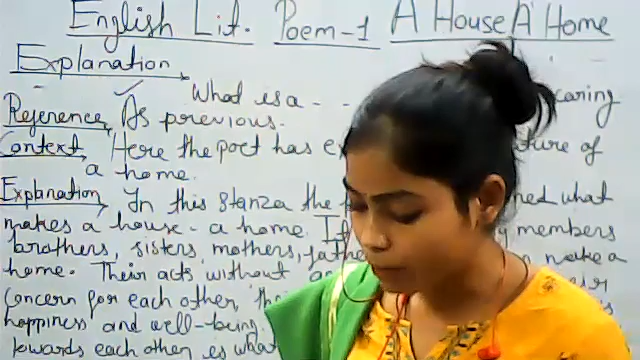 English Lit. Poem-1 A House A Home
Explanation
What is a - - caring
Reference As previous.
Context Here the poet has ex ture of
a home.
Explanation In this stanza the ned what
makes a house - a home. members
brothers, sisters, mothers, fathe make a
home. Their acts without
concern for each other,
happiness and well-being.
towards each other is what